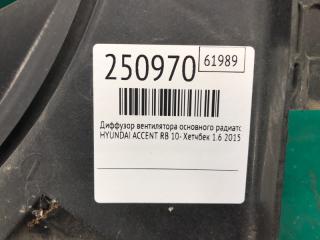 250970
61989
Диффузор вентилятора основного радиатс
HYUNDAI ACCENT RB 10- Хетчбек 1.6 2015